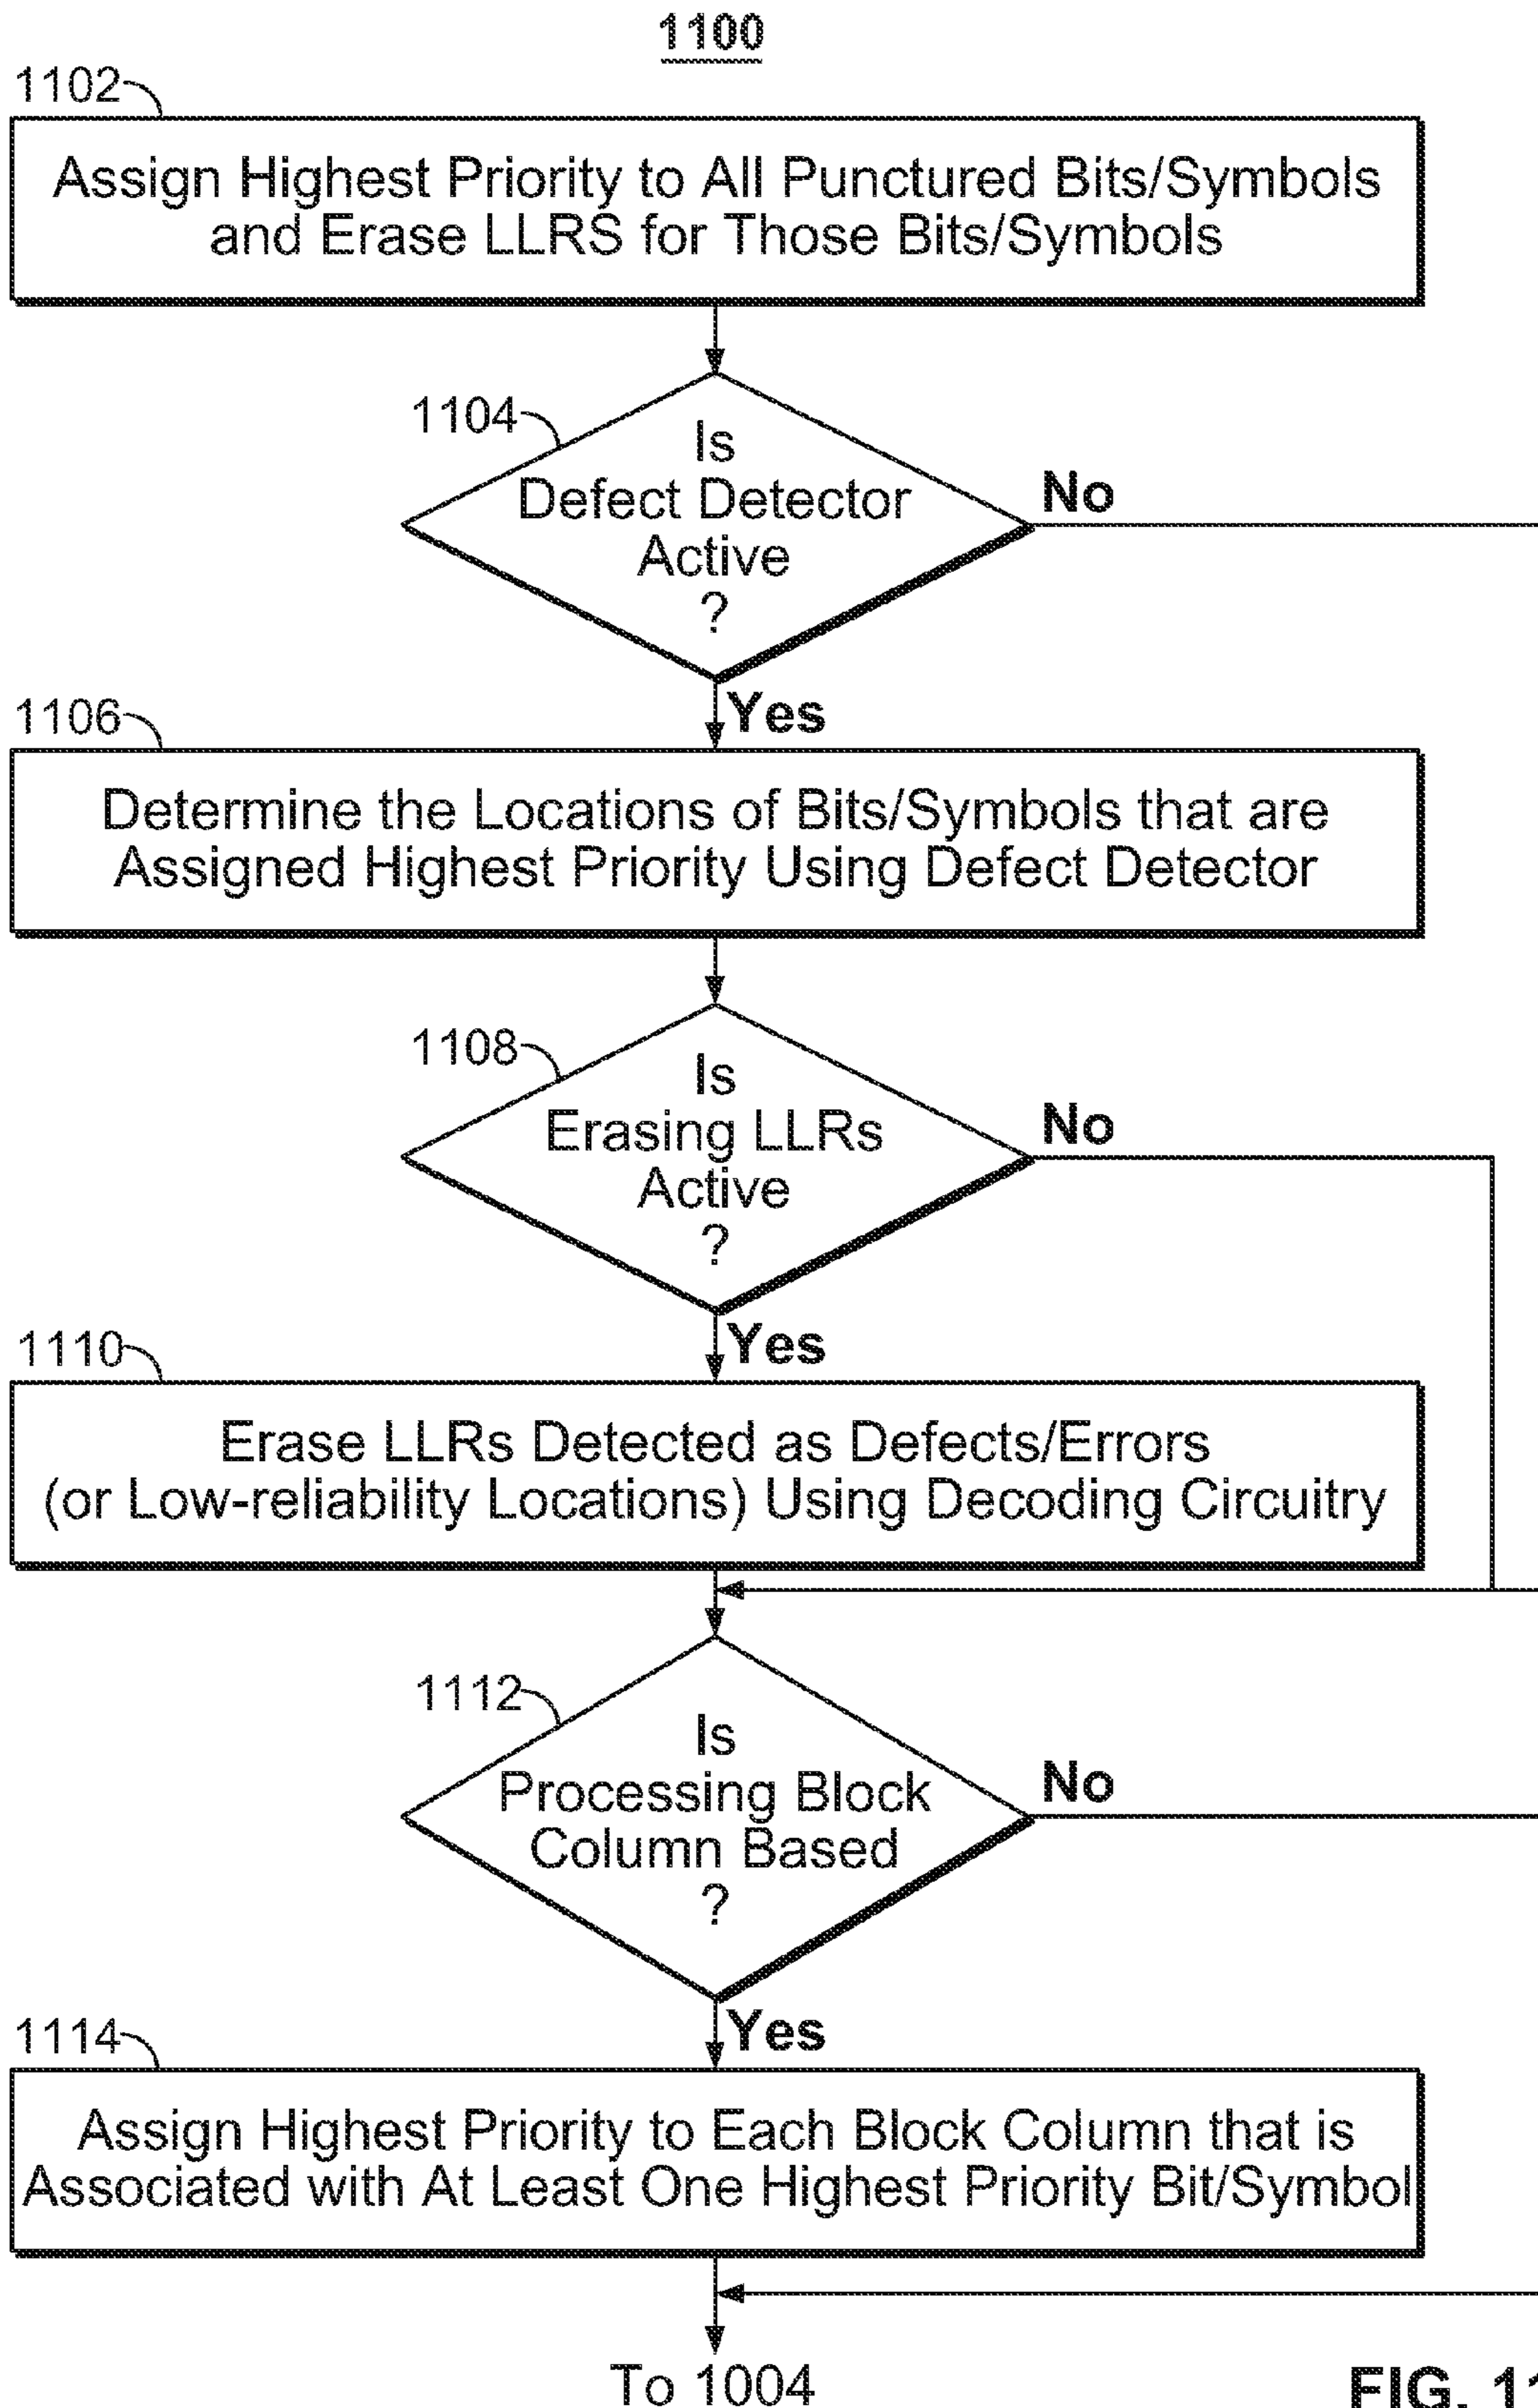 1100
1102
Assign Highest Priority to All Punctured Bits/Symbols
and Erase LLRS for Those Bits/Symbols
1104
Is
Defect Detector
Active
?
No
Yes
1106
Determine the Locations of Bits/Symbols that are
Assigned Highest Priority Using Defect Detector
1108
Is
Erasing LLRs
Active
?
No
Yes
1110
Erase LLRs Detected as Defects/Errors
(or Low-reliability Locations) Using Decoding Circuitry
1112
Is
Processing Block
Column Based
?
No
Yes
1114
Assign Highest Priority to Each Block Column that is
Associated with At Least One Highest Priority Bit/Symbol
To 1004
FIG. 11